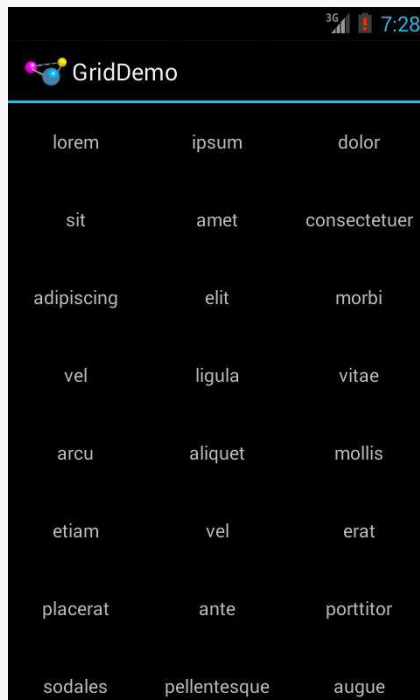 3G 7:28
GridDemo
lorem ipsum dolor
sit amet consectetuer
adipiscing elit morbi
vel ligula vitae
arcu aliquet mollis
etiam vel erat
placerat ante porttitor
sodales pellentesque augue